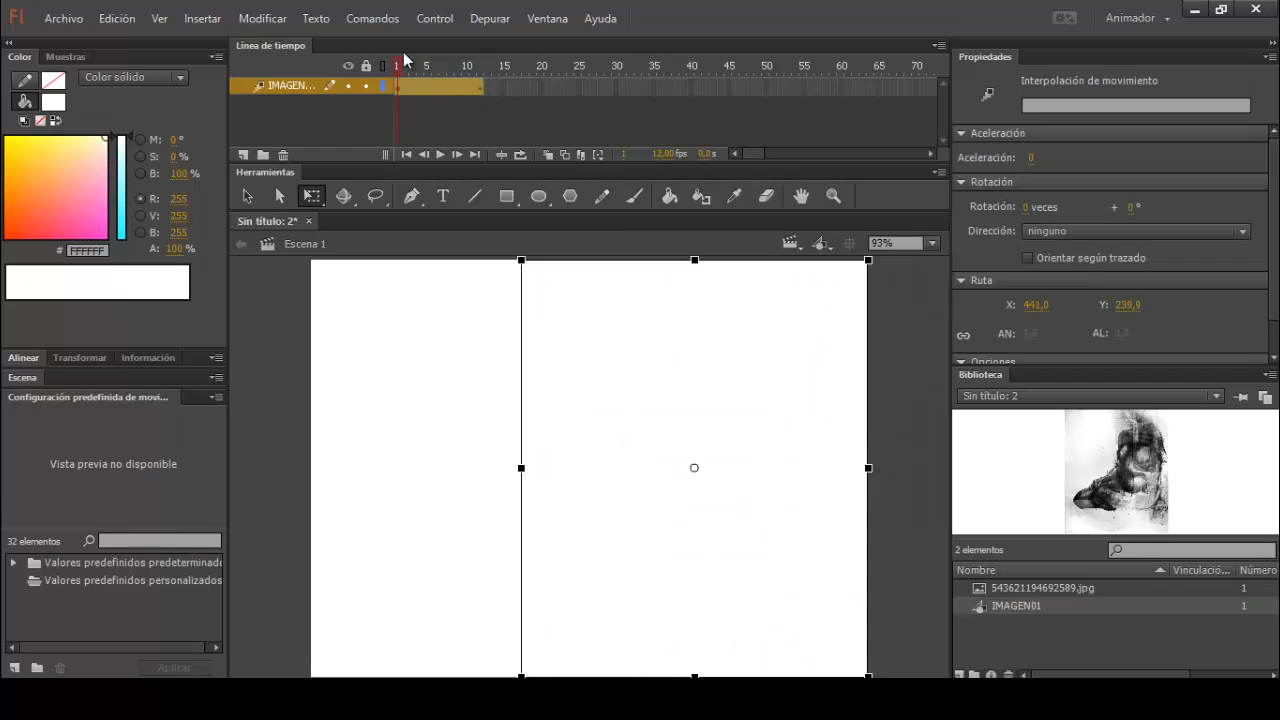 Fl Archivo Edición Ver Insertar Modificar Texto Comandos Control Depurar Ventana Ayuda Animador
Color Muestras
Color sólido
M: 0 °
S: 0 %
B: 100 %
R: 255
V: 255
B: 255
A: 100 %
# FFFFFF
Alinear Transformar Información
Escena
Configuración predefinida de movi...
Vista previa no disponible
32 elementos
Valores predefinidos predeterminado
Valores predefinidos personalizados
Aplicar
Línea de tiempo
1 5 10 15 20 25 30 35 40 45 50 55 60 65 70
IMAGEN...
1 12,00 fps 0,0 s
Herramientas
Sin título: 2* ×
Escena 1 93%
Propiedades
Interpolación de movimiento
Aceleración
Aceleración: 0
Rotación
Rotación: 0 veces + 0 °
Dirección: ninguno
Orientar según trazado
Ruta
X: 441,0 Y: 239,9
AN: 1,0 AL: 1,0
Opciones
Biblioteca
Sin título: 2
2 elementos
Nombre Vinculació... Número
543621194692589.jpg 1
IMAGEN01 1